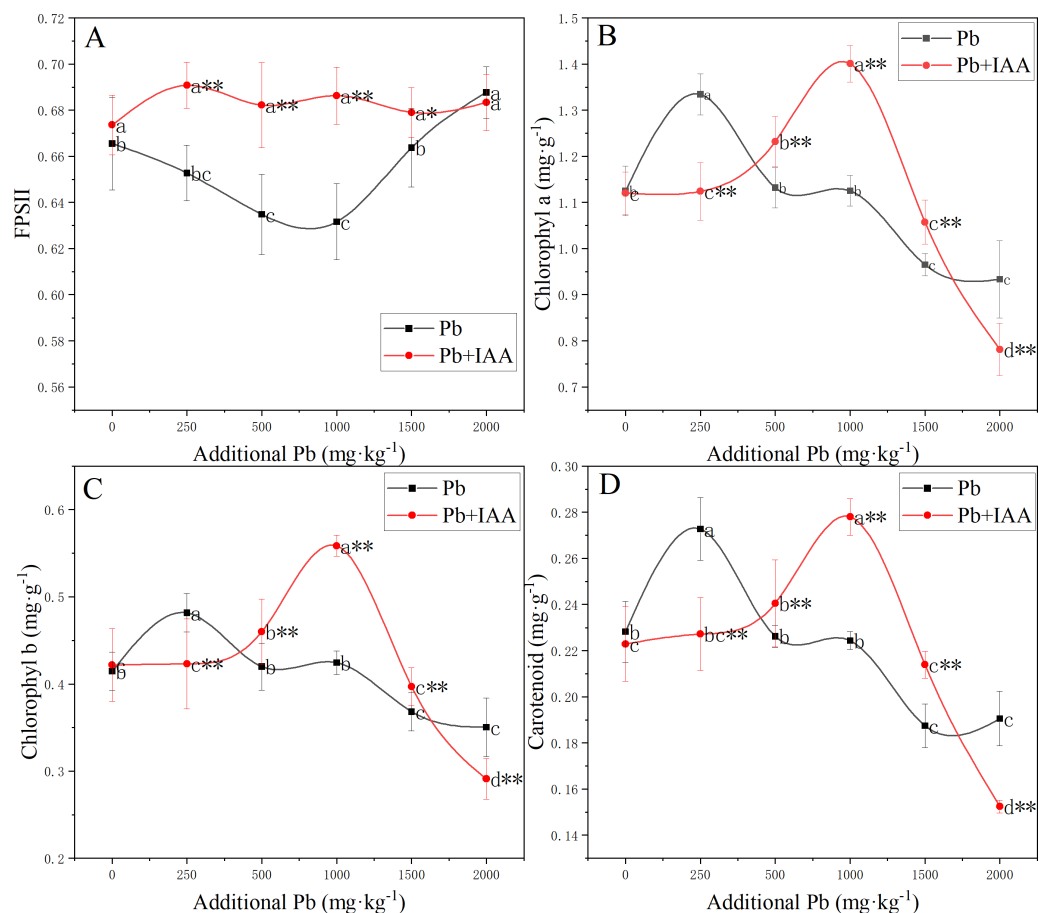 A
0.72
0.70
0.68
0.66
0.64
0.62
0.60
0.58
0.56
FPSII
a
a**
a**
a**
a*
a
b
bc
c
c
b
a
Pb
Pb+IAA
0
250
500
1000
1500
2000
Additional Pb (mg·kg⁻¹)
B
1.5
1.4
1.3
1.2
1.1
1.0
0.9
0.8
0.7
Chlorophyl a (mg·g⁻¹)
Pb
Pb+IAA
b
a
b
b
c
c
c
c**
b**
a**
c**
d**
0
250
500
1000
1500
2000
Additional Pb (mg·kg⁻¹)
C
0.6
0.5
0.4
0.3
0.2
Chlorophyl b (mg·g⁻¹)
Pb
Pb+IAA
b
a
b
b
c
c
c
c**
b**
a**
c**
d**
0
250
500
1000
1500
2000
Additional Pb (mg·kg⁻¹)
D
0.30
0.28
0.26
0.24
0.22
0.20
0.18
0.16
0.14
Carotenoid (mg·g⁻¹)
Pb
Pb+IAA
b
a
b
b
c
c
c
bc**
b**
a**
c**
d**
0
250
500
1000
1500
2000
Additional Pb (mg·kg⁻¹)